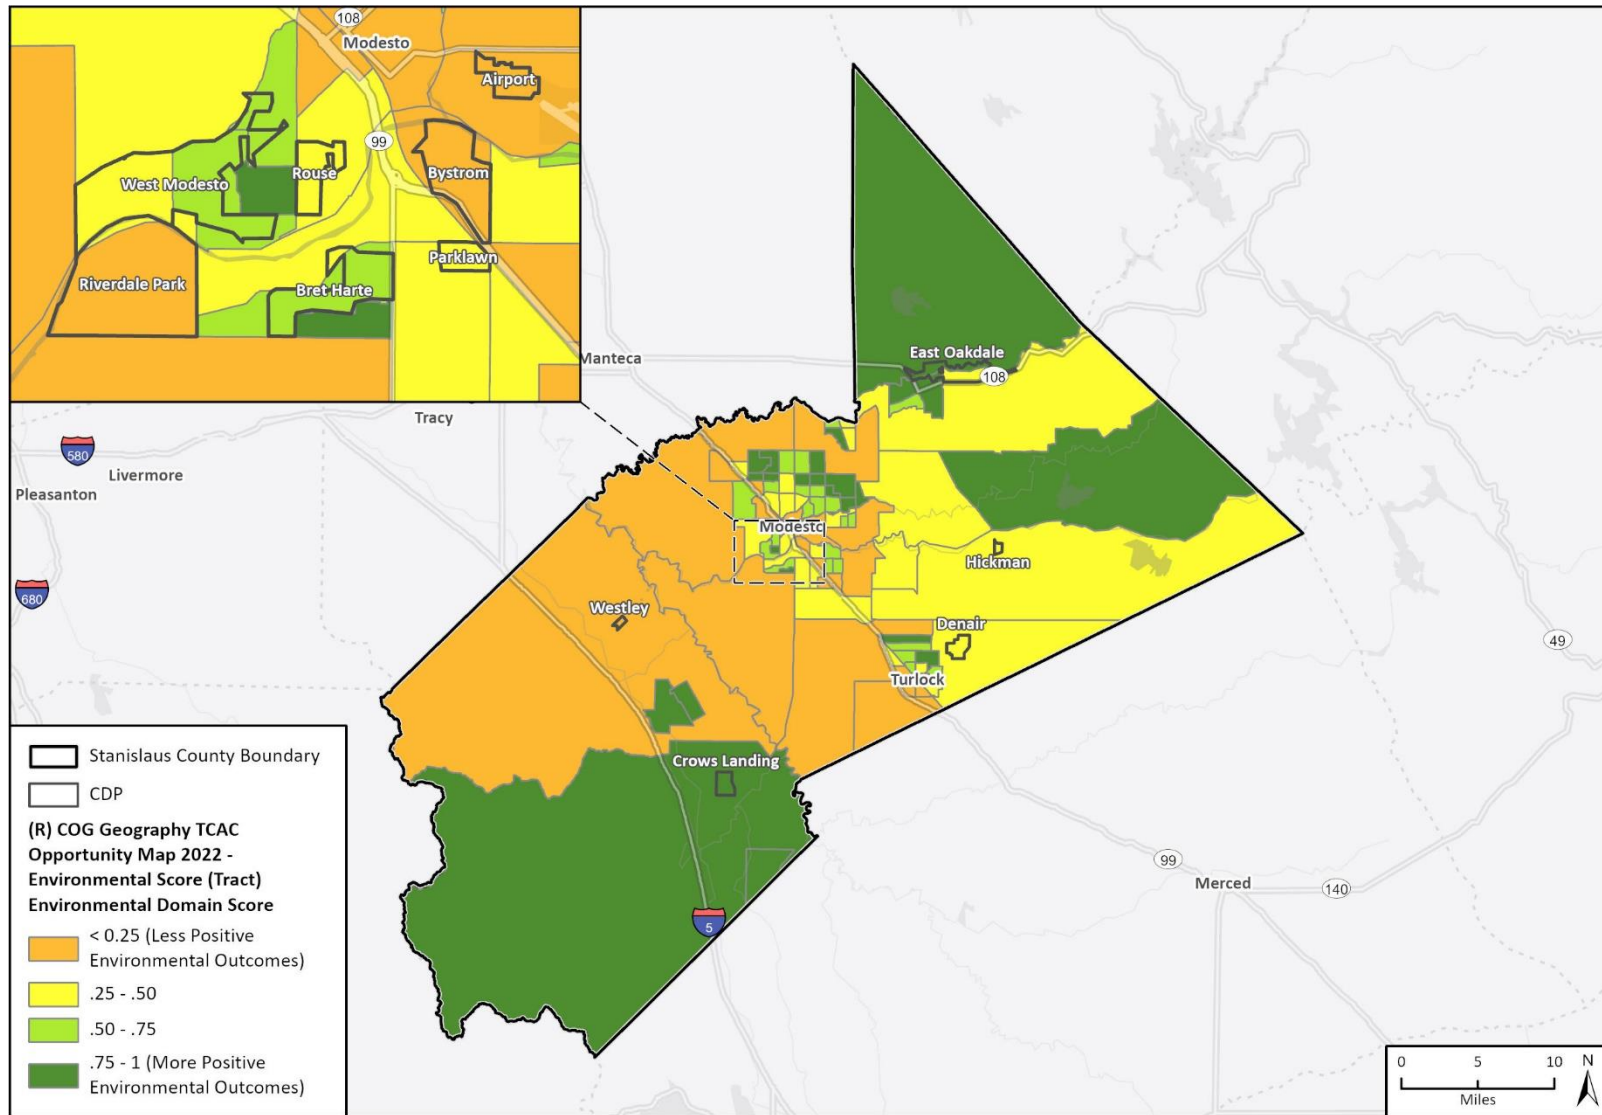 108
Modesto
Airport
99
West Modesto
Rouse
Bystrom
Parklawn
Riverdale Park
Bret Harte
Manteca
Tracy
580
Livermore
Pleasanton
680
East Oakdale
108
Modesto
Hickman
Westley
Denair
Turlock
49
Crows Landing
99
Merced
140
5
Stanislaus County Boundary
CDP
(R) COG Geography TCAC
Opportunity Map 2022 -
Environmental Score (Tract)
Environmental Domain Score
< 0.25 (Less Positive
Environmental Outcomes)
.25 - .50
.50 - .75
.75 - 1 (More Positive
Environmental Outcomes)
0 5 10
Miles
N